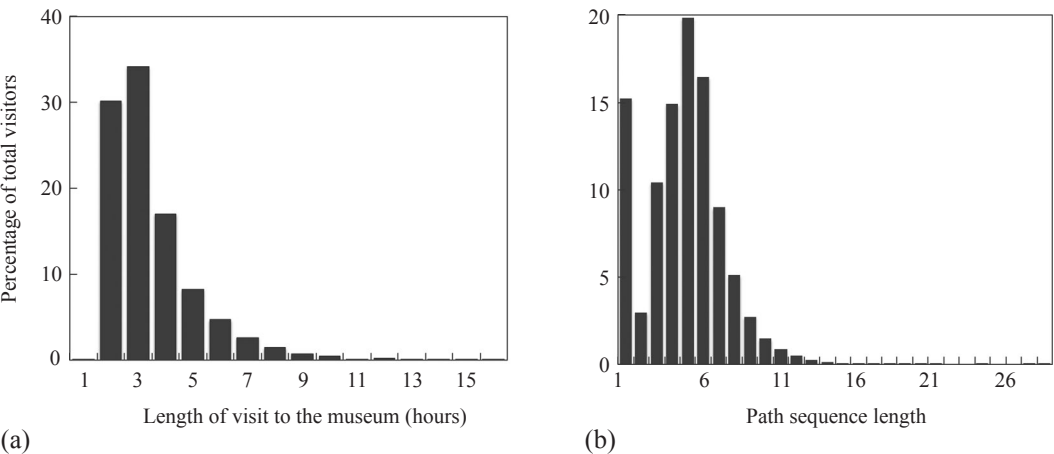 40
30
20
10
0
Percentage of total visitors
1 3 5 7 9 11 13 15
Length of visit to the museum (hours)
(a)
20
15
10
5
0
1 6 11 16 21 26
Path sequence length
(b)